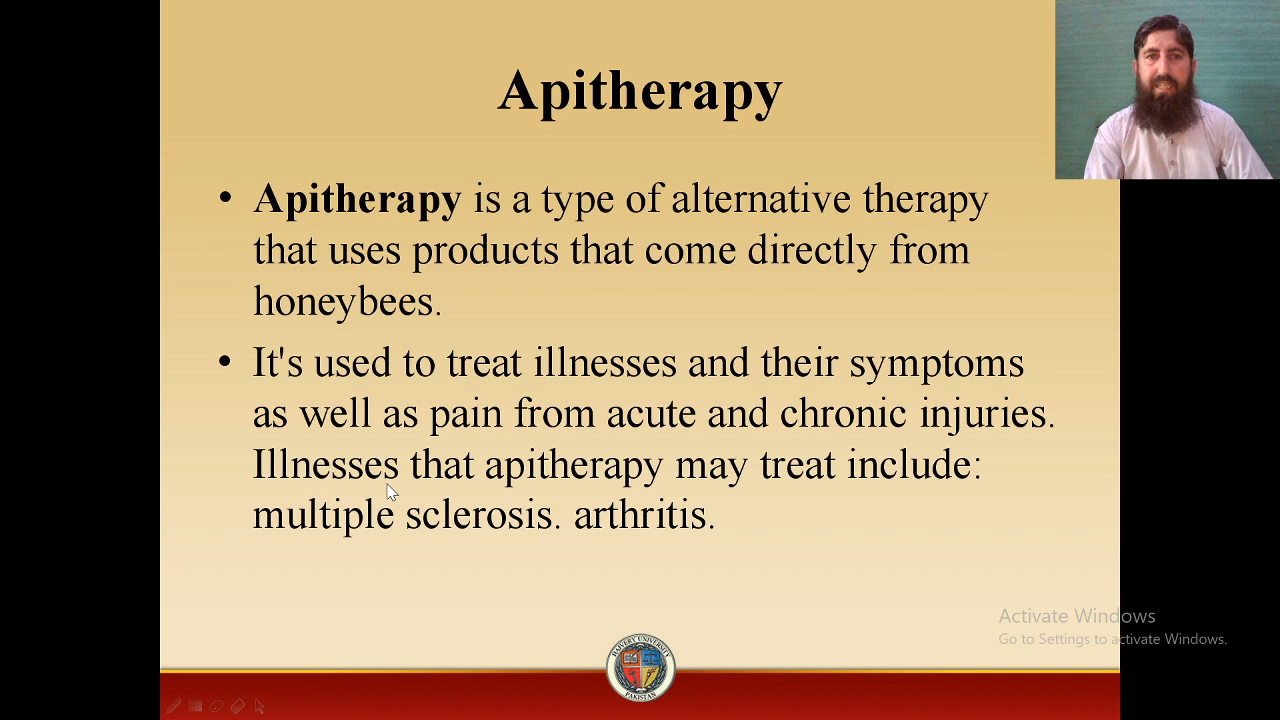 Apitherapy
• Apitherapy is a type of alternative therapy
that uses products that come directly from
honeybees.
• It's used to treat illnesses and their symptoms
as well as pain from acute and chronic injuries.
Illnesses that apitherapy may treat include:
multiple sclerosis. arthritis.
Activate Windows
Go to Settings to activate Windows.
UNIVERSITY
PAKISTAN